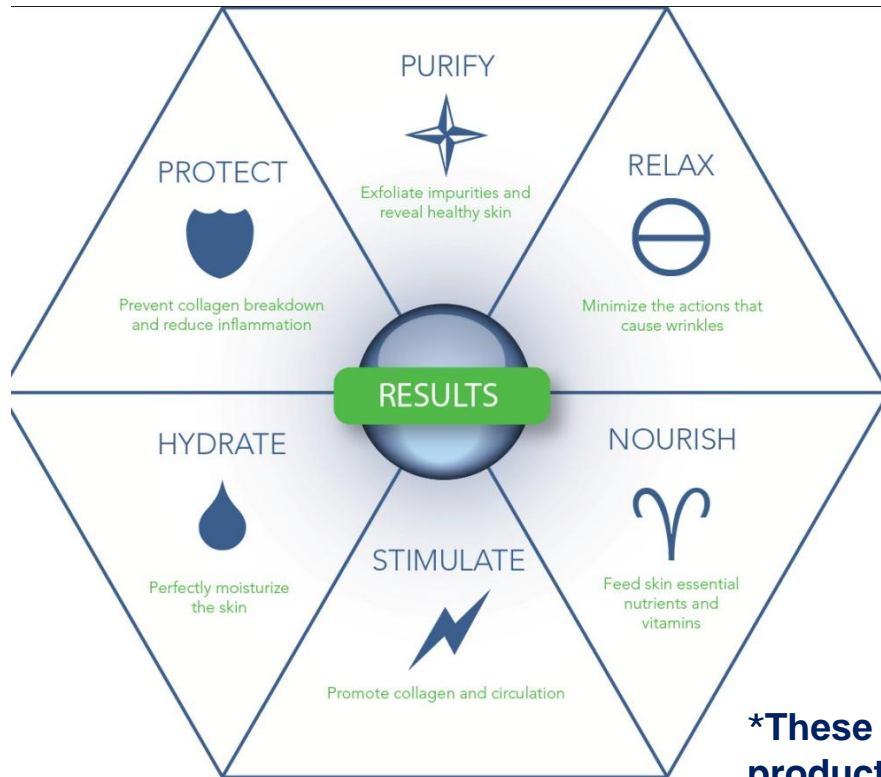 PURIFY
Exfoliate impurities and
reveal healthy skin
PROTECT
Prevent collagen breakdown
and reduce inflammation
RELAX
Minimize the actions that
cause wrinkles
RESULTS
HYDRATE
Perfectly moisturize
the skin
NOURISH
Feed skin essential
nutrients and
vitamins
STIMULATE
Promote collagen and circulation
*These
product